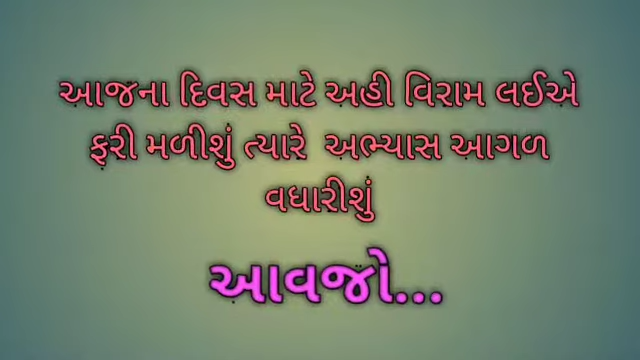 આજના દિવસ માટે અહી વિરામ લઈએ
ફરી મળીશું ત્યારે અભ્યાસ આગળ
વધારીશું
આવજો...